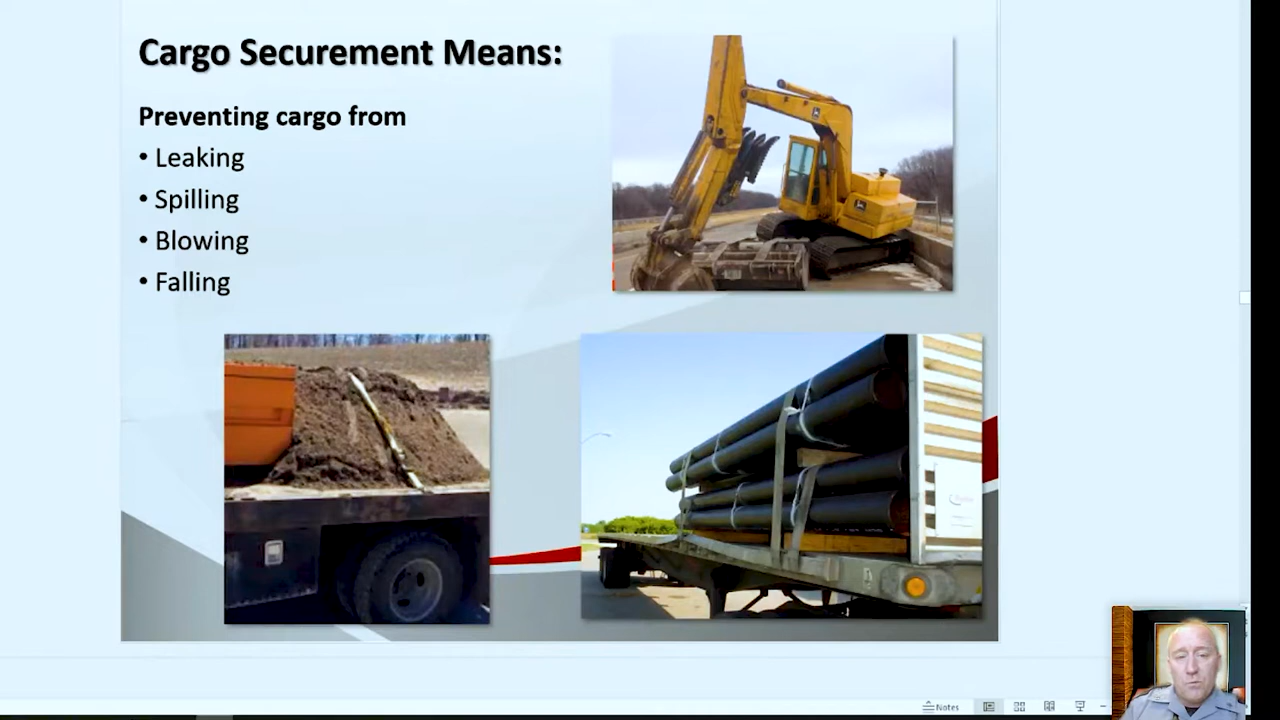 Cargo Securement Means:
Preventing cargo from
• Leaking
• Spilling
• Blowing
• Falling
Notes